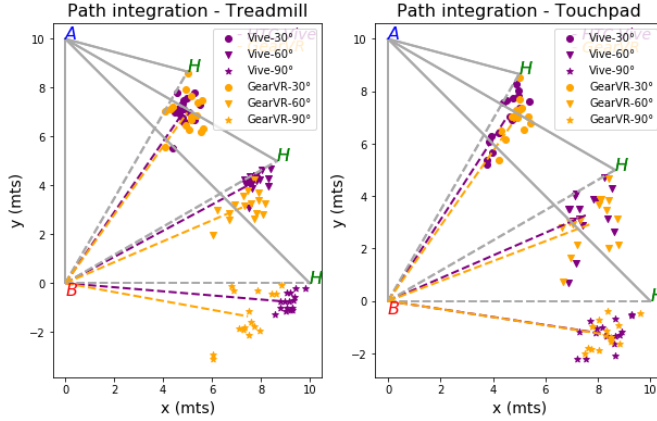 Path integration - Treadmill
10
8
6
4
2
0
−2
0
2
4
6
8
10
x (mts)
y (mts)
A
B
H
H
H
Vive-30°
Vive-60°
Vive-90°
GearVR-30°
GearVR-60°
GearVR-90°
Path integration - Touchpad
10
8
6
4
2
0
−2
0
2
4
6
8
10
x (mts)
y (mts)
A
B
H
H
H
Vive-30°
Vive-60°
Vive-90°
GearVR-30°
GearVR-60°
GearVR-90°